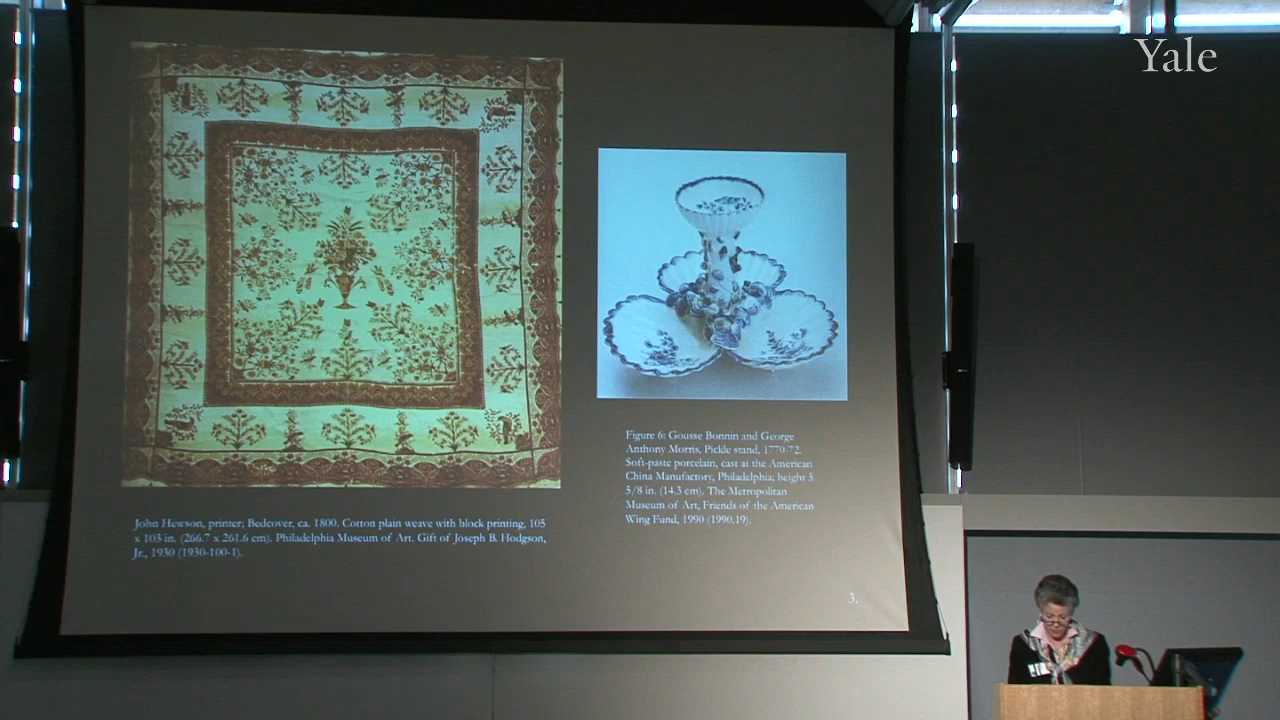 Yale
John Hewson, printer; Bedcover, ca. 1800. Cotton plain weave with block printing, 105
x 103 in. (266.7 x 261.6 cm). Philadelphia Museum of Art. Gift of Joseph B. Hodgson,
Jr., 1930 (1930-100-1).
Figure 6: Gousse Bonnin and George
Anthony Morris, Pickle stand, 1770-72.
Soft-paste porcelain, cast at the American
China Manufactory, Philadelphia; height 5
5/8 in. (14.3 cm). The Metropolitan
Museum of Art, Friends of the American
Wing Fund, 1990 (1990.19).
3.